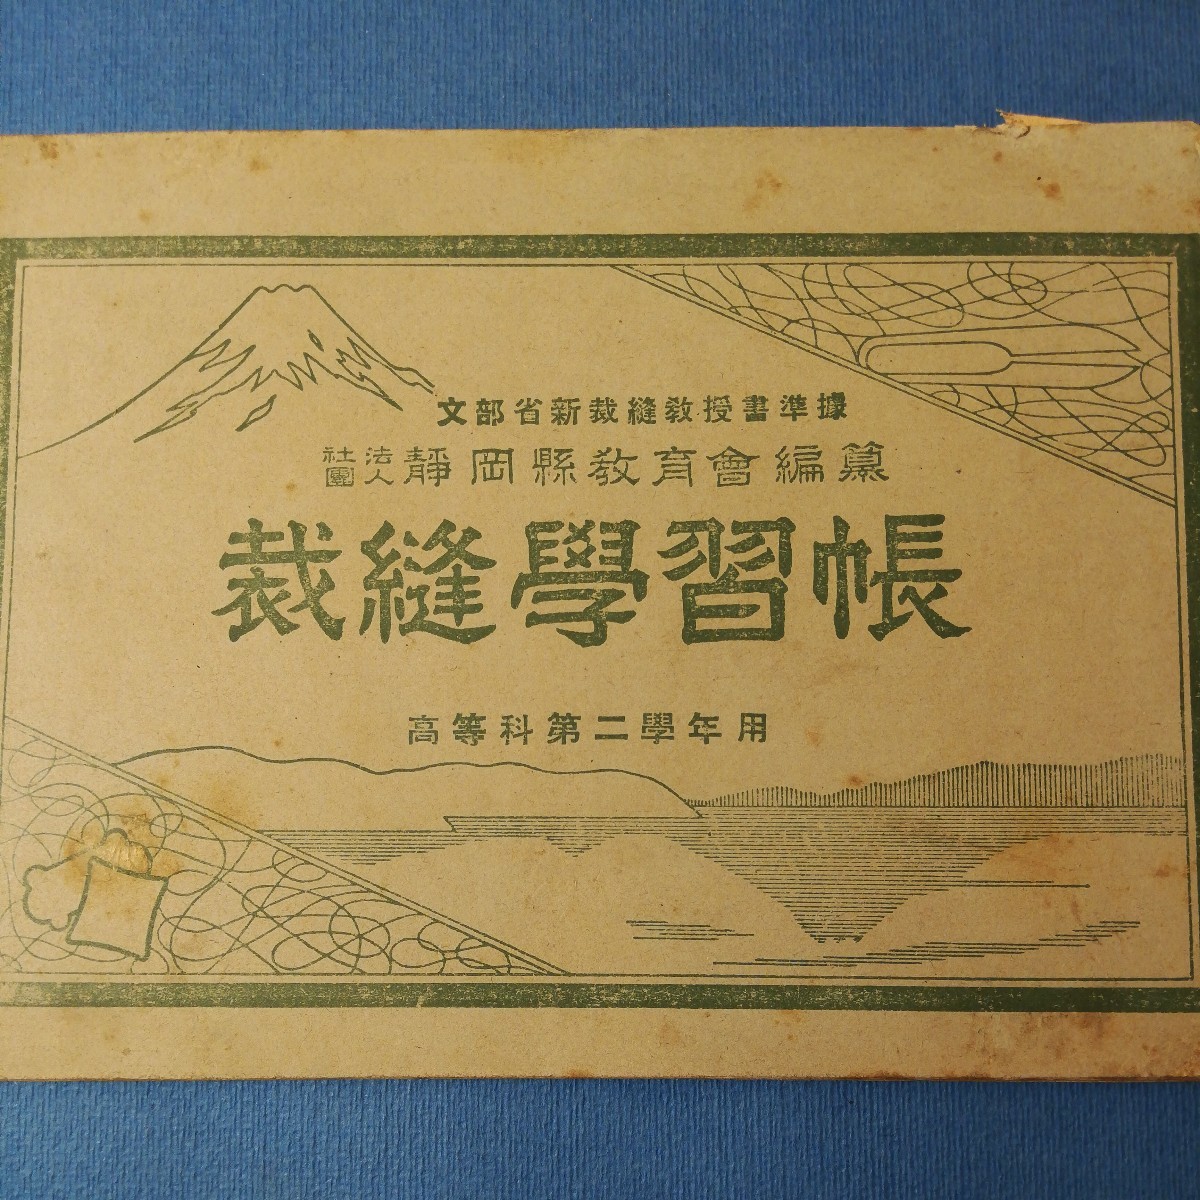 文部省新裁縫教授書準據
社團法人靜岡縣教育會編纂
裁縫學習帳
高等科第二學年用